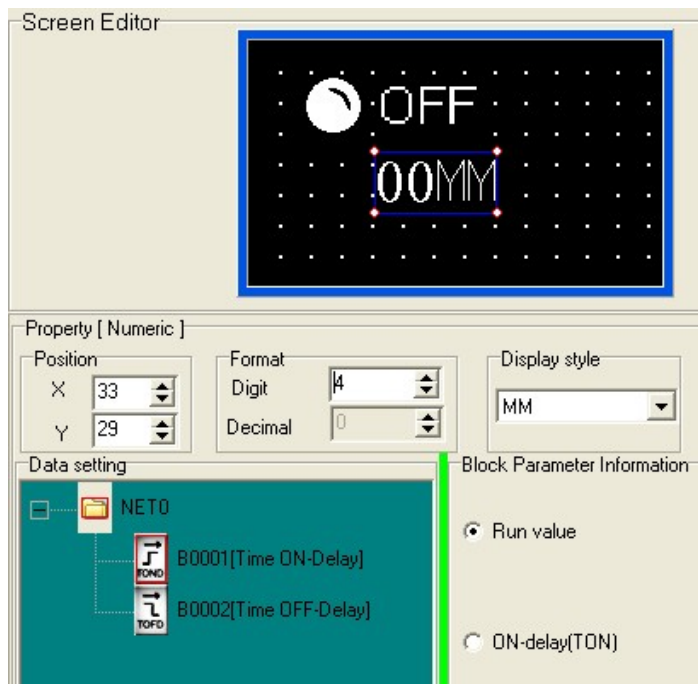 Screen Editor
OFF
00MM
Property [ Numeric ]
Position
Format
Display style
X 33
Digit 4
MM
Y 29
Decimal 0
Data setting
Block Parameter Information
NET0
Run value
TOND
B0001[Time ON-Delay]
TOFD
B0002[Time OFF-Delay]
ON-delay(TON)